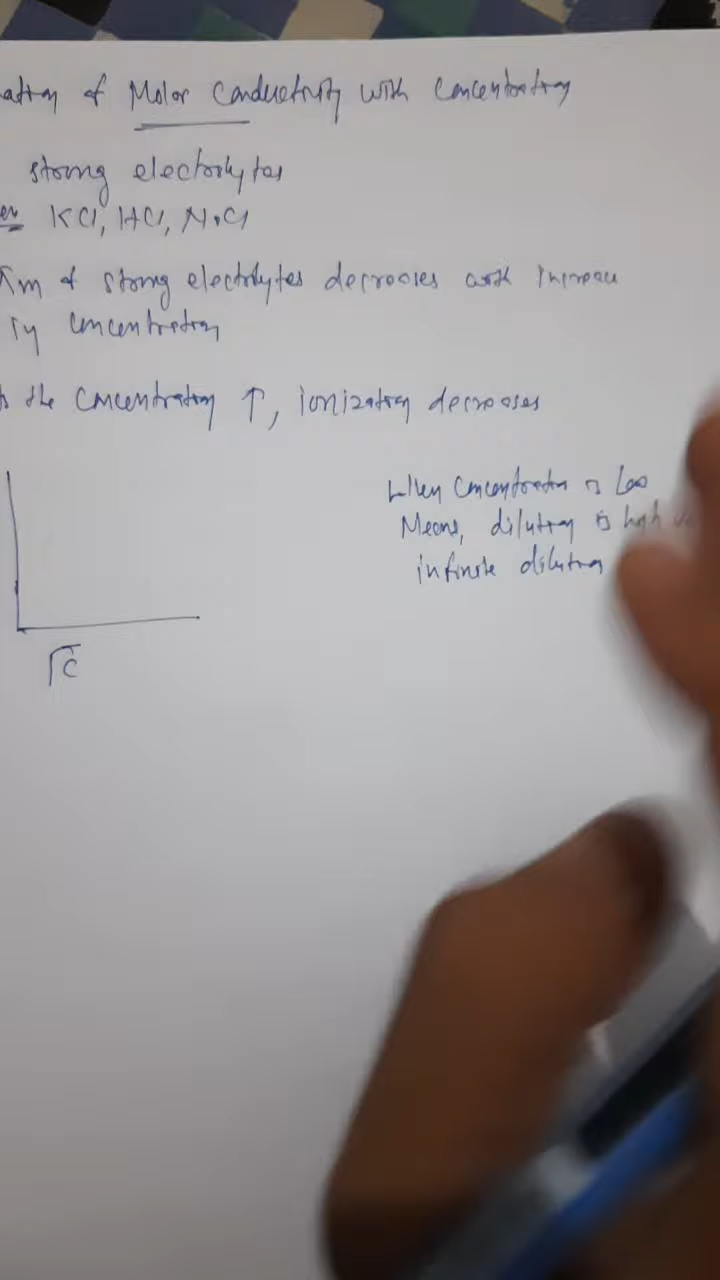 ation of Molar Conductivity with Concentration
strong electrolytes
KCl, HCl, NaCl
λm of strong electrolytes decreases with increase
in concentration
the concentration ↑, ionization decreases
When concentration is low
Means, dilution is high
infinite dilution
√c